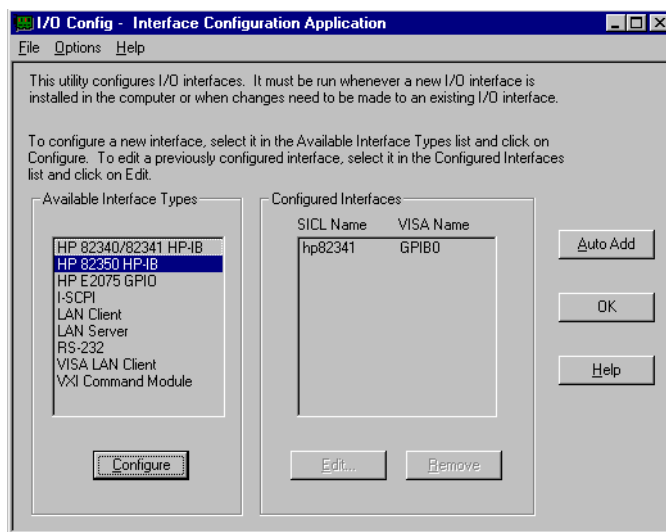 I/O Config - Interface Configuration Application
File Options Help
This utility configures I/O interfaces. It must be run whenever a new I/O interface is
installed in the computer or when changes need to be made to an existing I/O interface.
To configure a new interface, select it in the Available Interface Types list and click on
Configure. To edit a previously configured interface, select it in the Configured Interfaces
list and click on Edit.
Available Interface Types
HP 82340/82341 HP-IB
HP 82350 HP-IB
HP E2075 GPIO
I-SCPI
LAN Client
LAN Server
RS-232
VISA LAN Client
VXI Command Module
Configure
Configured Interfaces
SICL Name VISA Name
hp82341 GPIB0
Edit... Remove
Auto Add
OK
Help